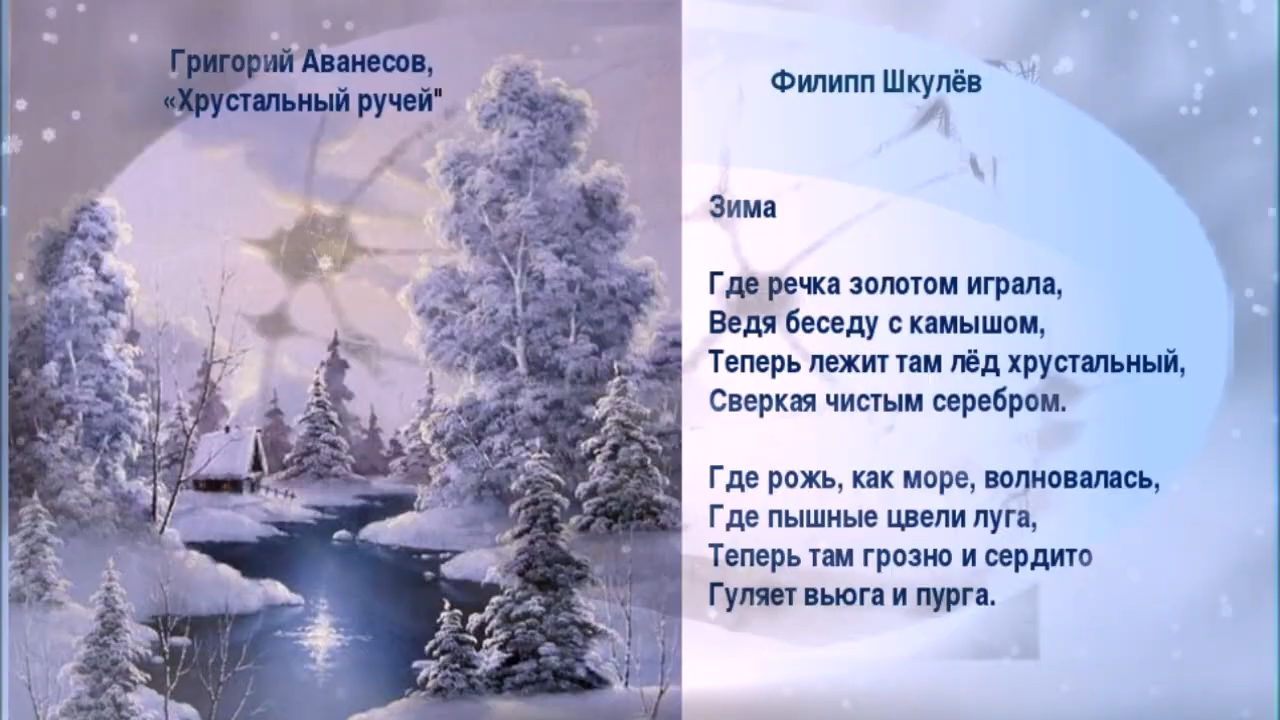 Григорий Аванесов,
«Хрустальный ручей"
Филипп Шкулёв
Зима
Где речка золотом играла,
Ведя беседу с камышом,
Теперь лежит там лёд хрустальный,
Сверкая чистым серебром.
Где рожь, как море, волновалась,
Где пышные цвели луга,
Теперь там грозно и сердито
Гуляет вьюга и пурга.